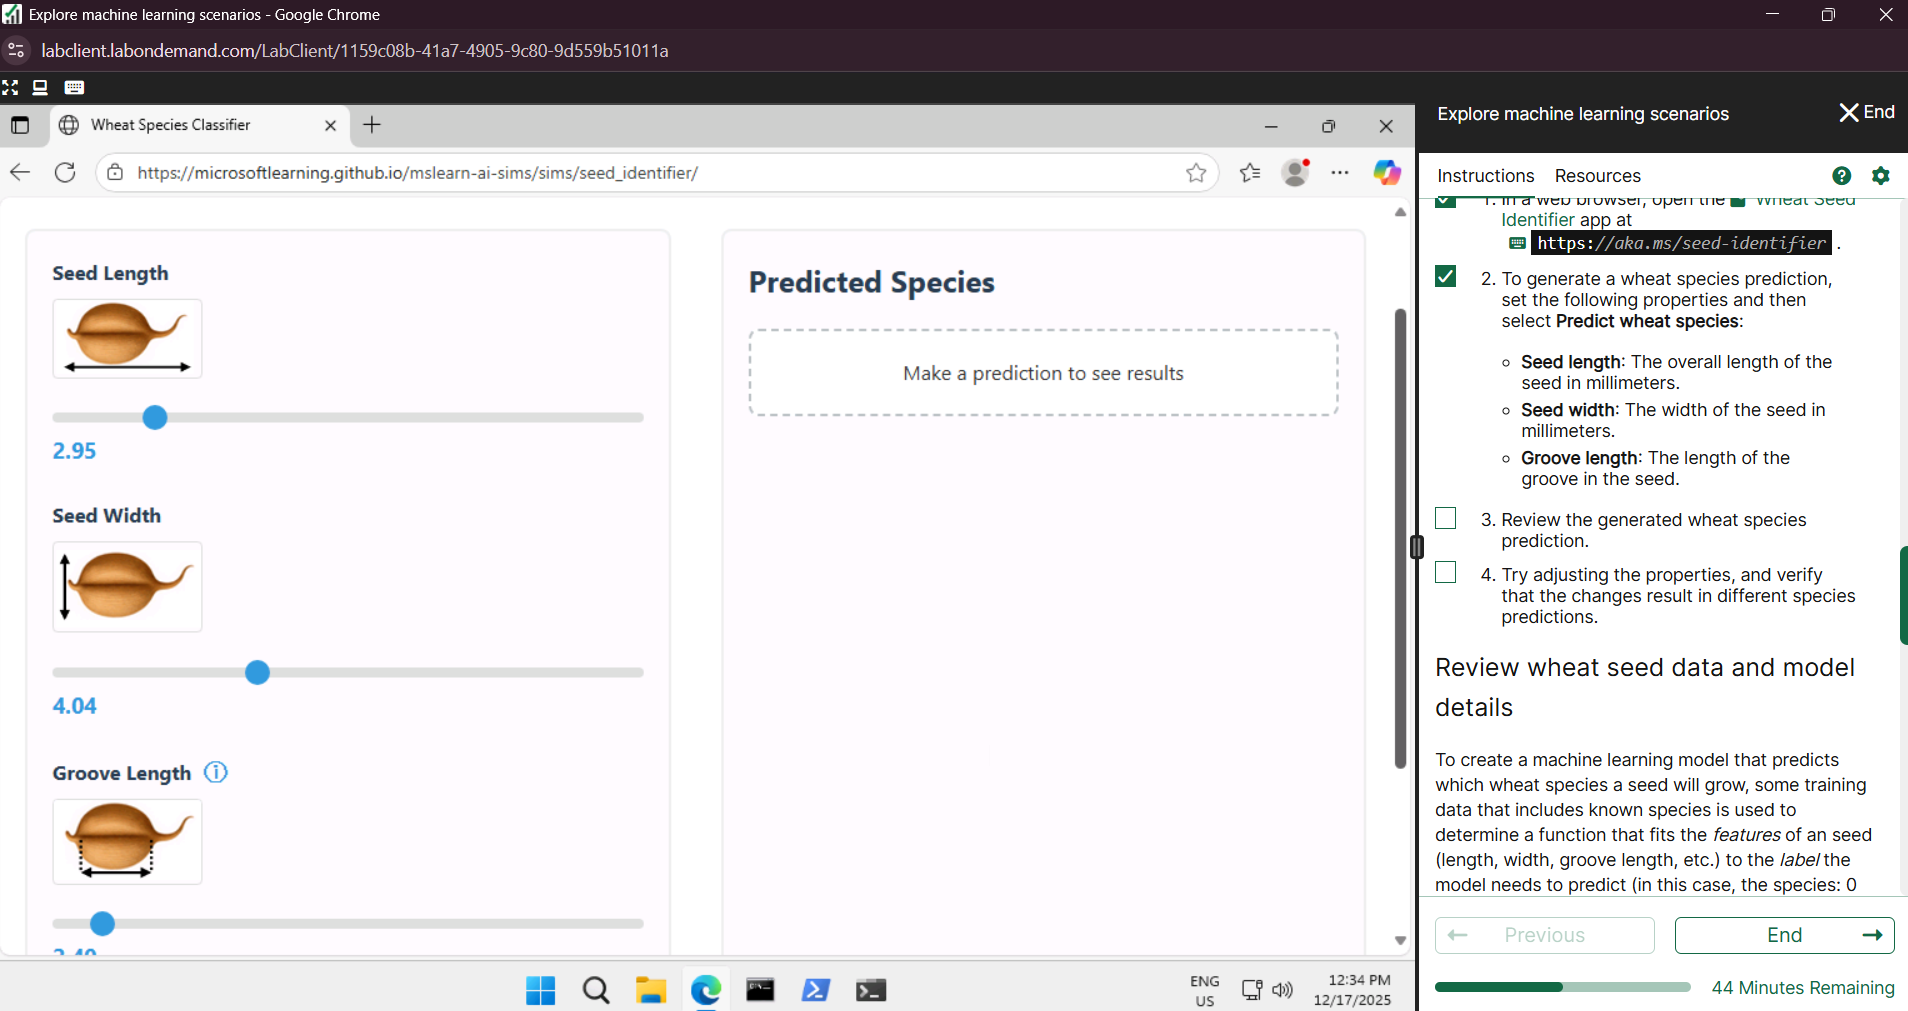 Explore machine learning scenarios - Google Chrome
labclient.labondemand.com/LabClient/1159c08b-41a7-4905-9c80-9d559b51011a
Wheat Species Classifier
https://microsoftlearning.github.io/mslearn-ai-sims/sims/seed_identifier/
Seed Length
2.95
Seed Width
4.04
Groove Length
2.40
Predicted Species
Make a prediction to see results
ENG
US
12:34 PM
12/17/2025
Explore machine learning scenarios
End
Instructions
Resources
1. In a web browser, open the Wheat Seed
Identifier app at
https://aka.ms/seed-identifier .
2. To generate a wheat species prediction,
set the following properties and then
select Predict wheat species:
Seed length: The overall length of the
seed in millimeters.
Seed width: The width of the seed in
millimeters.
Groove length: The length of the
groove in the seed.
3. Review the generated wheat species
prediction.
4. Try adjusting the properties, and verify
that the changes result in different species
predictions.
Review wheat seed data and model
details
To create a machine learning model that predicts
which wheat species a seed will grow, some training
data that includes known species is used to
determine a function that fits the features of an seed
(length, width, groove length, etc.) to the label the
model needs to predict (in this case, the species: 0
Previous
End
44 Minutes Remaining